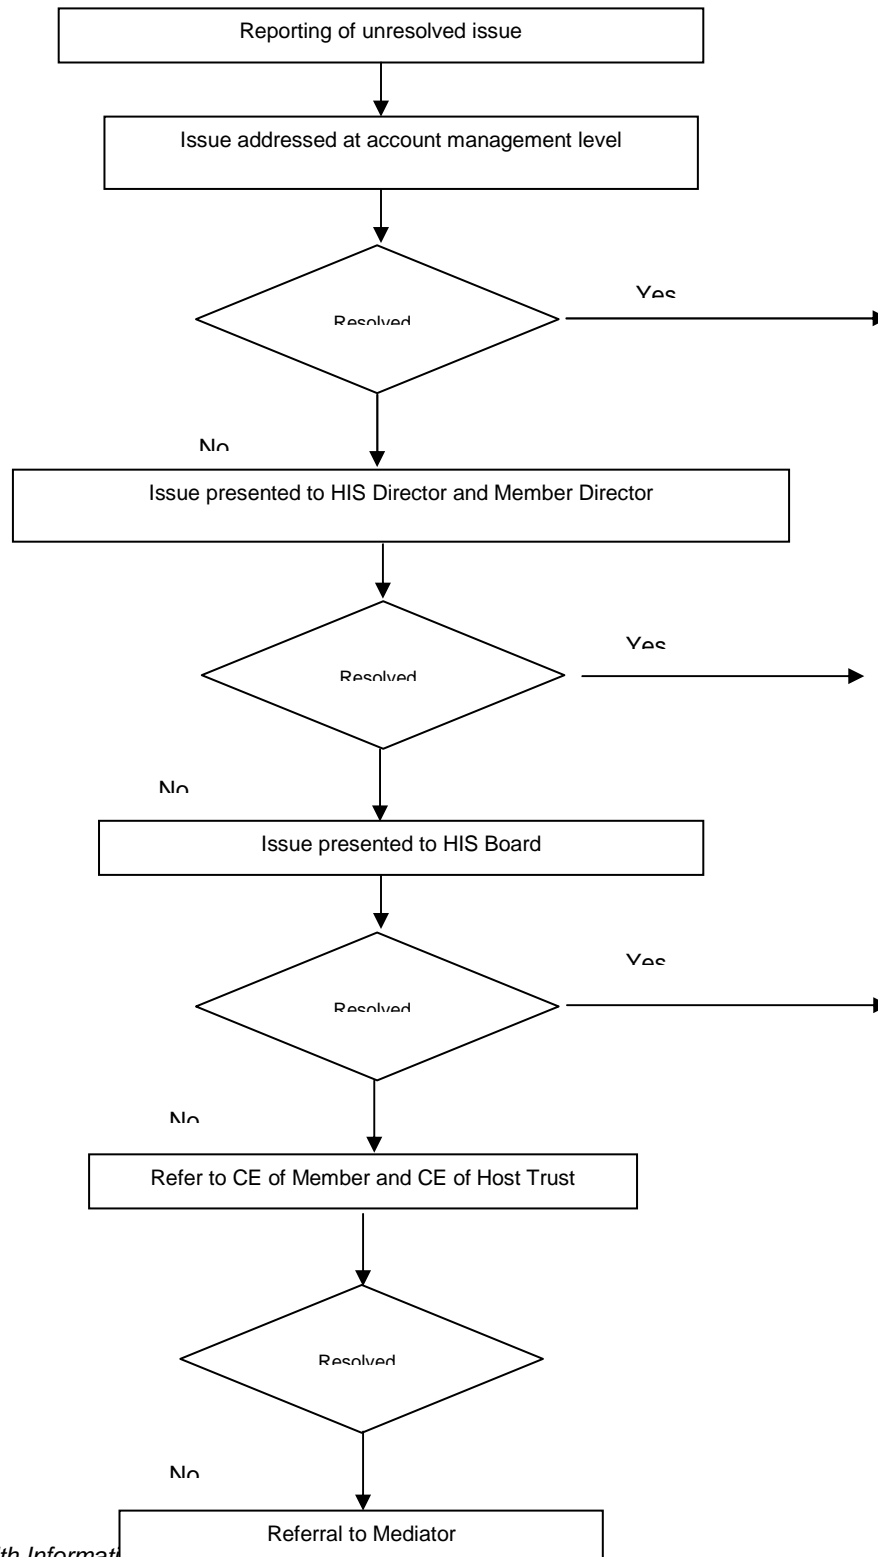 Reporting of unresolved issue
Issue addressed at account management level
Yes
Resolved
No
Issue presented to HIS Director and Member Director
Yes
Resolved
No
Issue presented to HIS Board
Yes
Resolved
No
Refer to CE of Member and CE of Host Trust
Resolved
No
Referral to Mediator